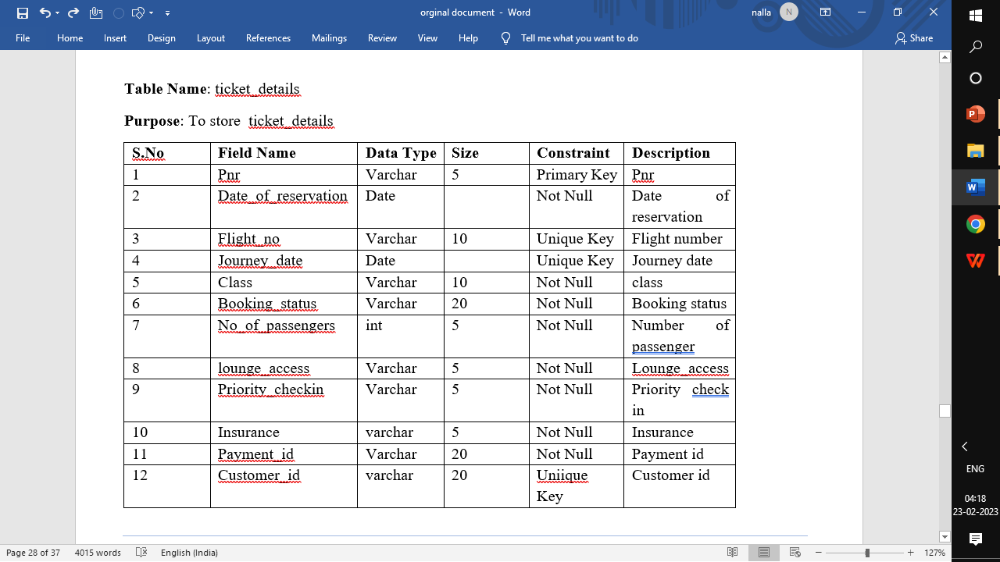 orginal document - Word
nalla N
File Home Insert Design Layout References Mailings Review View Help Tell me what you want to do Share
Table Name: ticket_details
Purpose: To store ticket_details
S.No Field Name Data Type Size Constraint Description
1 Pnr Varchar 5 Primary Key Pnr
2 Date_of_reservation Date Not Null Date of
reservation
3 Flight_no Varchar 10 Unique Key Flight number
4 Journey_date Date Unique Key Journey date
5 Class Varchar 10 Not Null class
6 Booking_status Varchar 20 Not Null Booking status
7 No_of_passengers int 5 Not Null Number of
passenger
8 lounge_access Varchar 5 Not Null Lounge_access
9 Priority_checkin Varchar 5 Not Null Priority check
in
10 Insurance varchar 5 Not Null Insurance
11 Payment_id Varchar 20 Not Null Payment id
12 Customer_id varchar 20 Uniique Customer id
Key
ENG
04:18
23-02-2023
Page 28 of 37 4015 words English (India) 127%